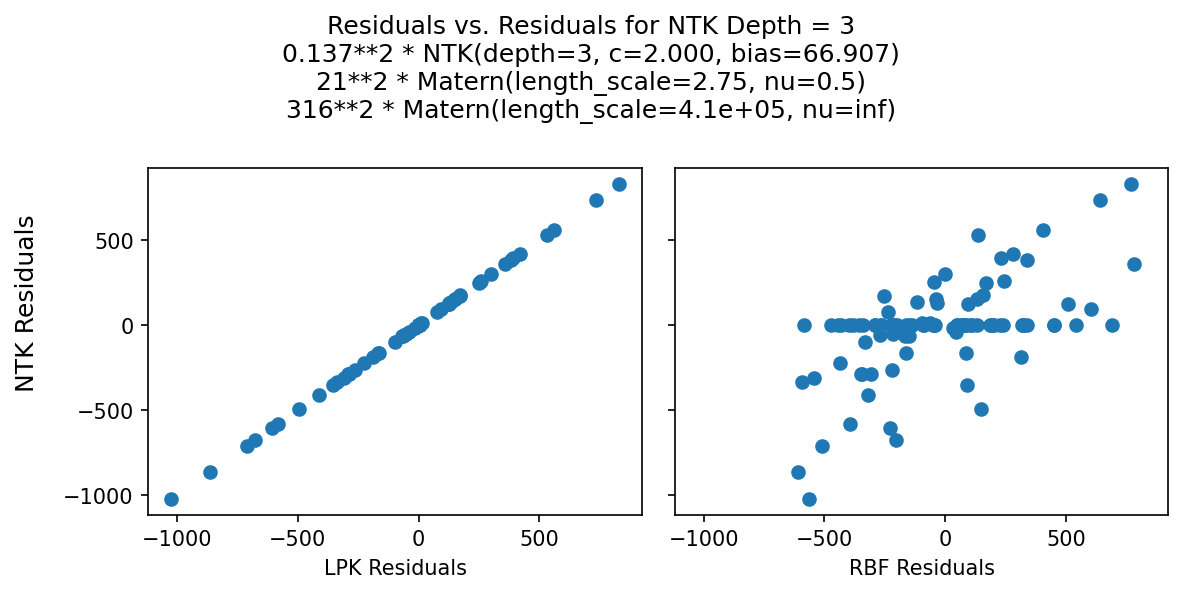 Residuals vs. Residuals for NTK Depth = 3
0.137**2 * NTK(depth=3, c=2.000, bias=66.907)
21**2 * Matern(length_scale=2.75, nu=0.5)
316**2 * Matern(length_scale=4.1e+05, nu=inf)
NTK Residuals
500
0
−500
−1000
−1000 −500 0 500
LPK Residuals
−1000 −500 0 500
RBF Residuals